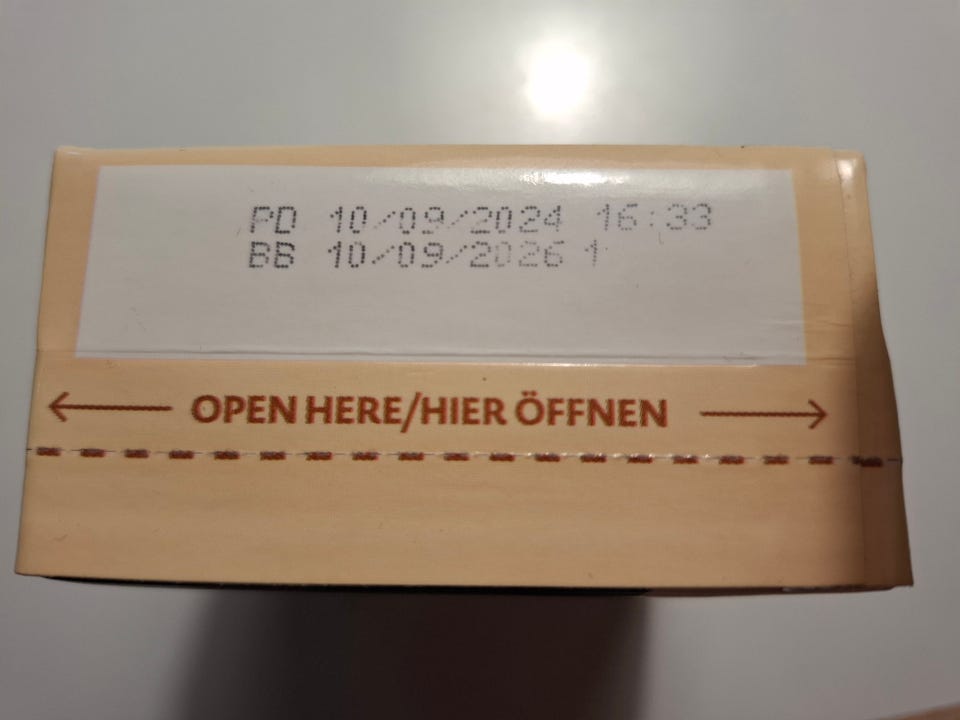 PD 10/09/2024 16:33
BB 10/09/2026 1
OPEN HERE/HIER ÖFFNEN